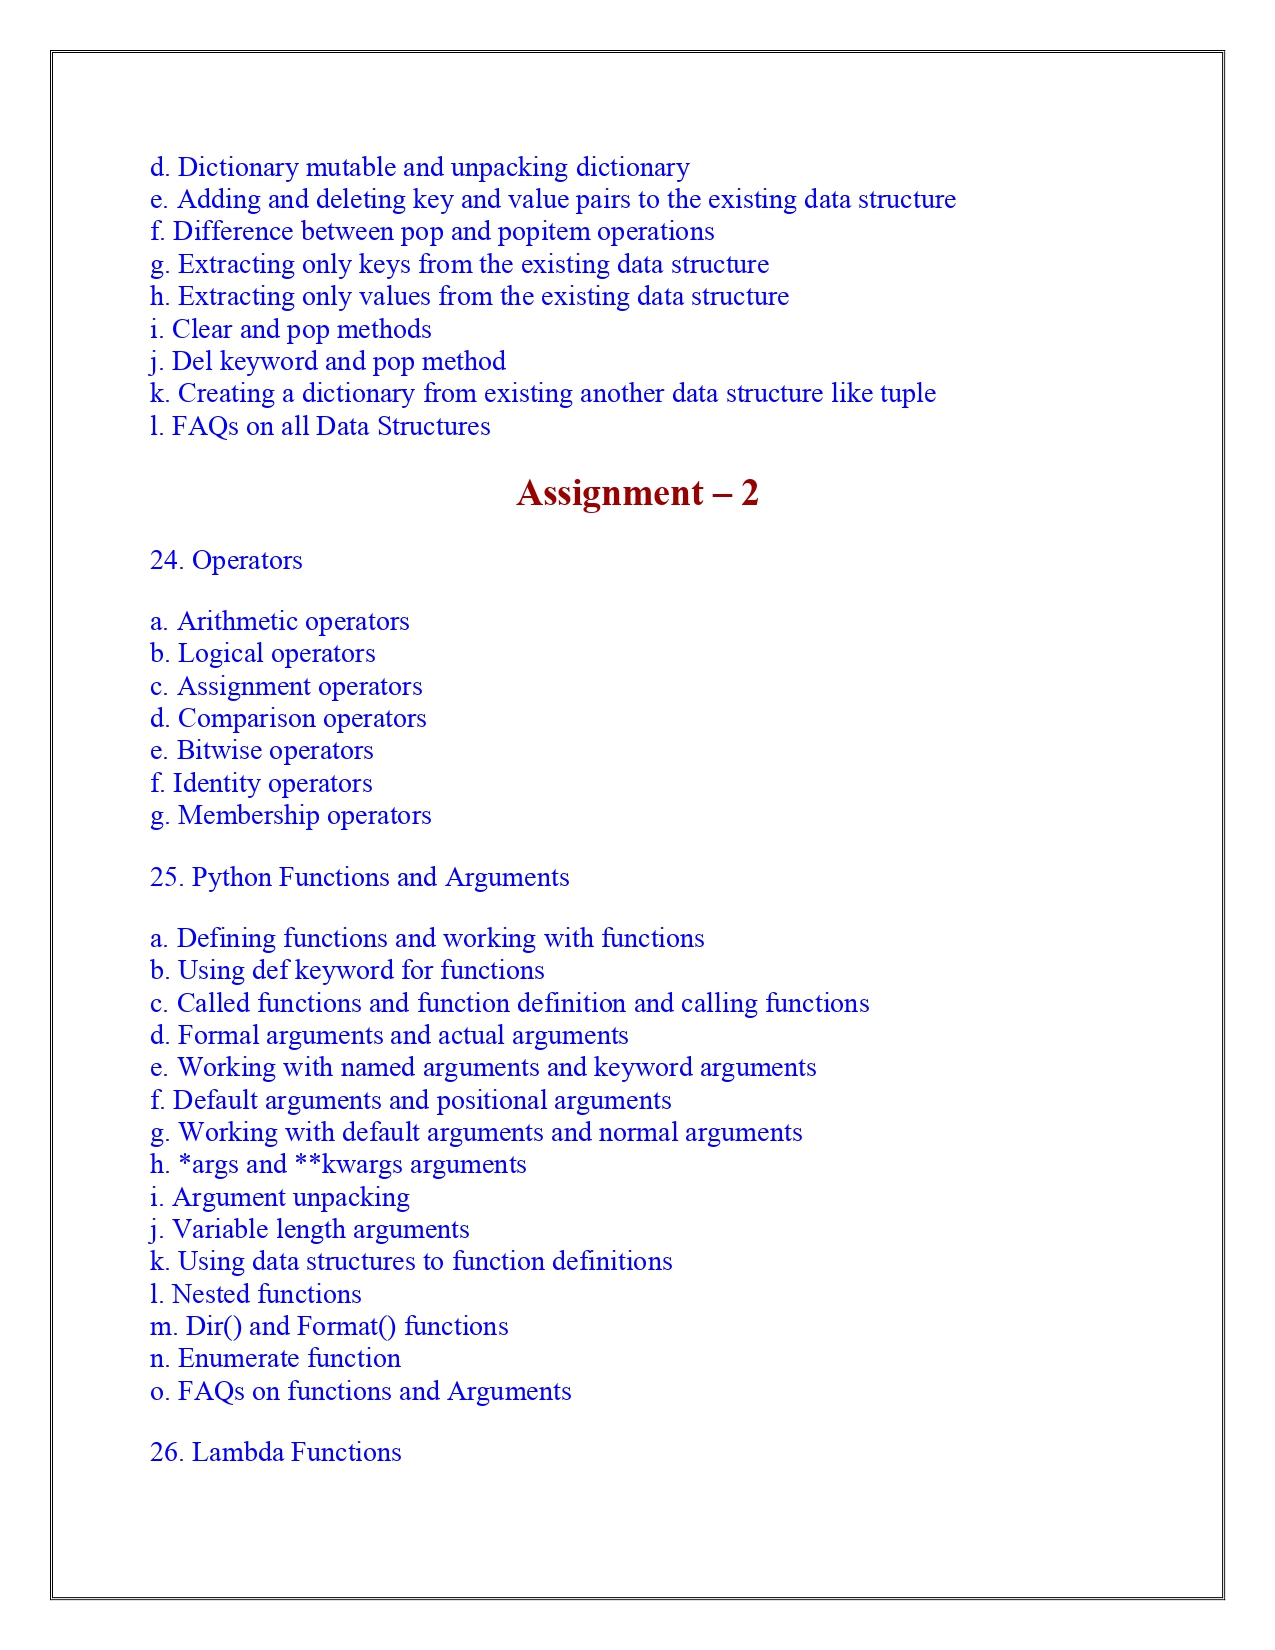 d. Dictionary mutable and unpacking dictionary
e. Adding and deleting key and value pairs to the existing data structure
f. Difference between pop and popitem operations
g. Extracting only keys from the existing data structure
h. Extracting only values from the existing data structure
i. Clear and pop methods
j. Del keyword and pop method
k. Creating a dictionary from existing another data structure like tuple
l. FAQs on all Data Structures
Assignment – 2
24. Operators
a. Arithmetic operators
b. Logical operators
c. Assignment operators
d. Comparison operators
e. Bitwise operators
f. Identity operators
g. Membership operators
25. Python Functions and Arguments
a. Defining functions and working with functions
b. Using def keyword for functions
c. Called functions and function definition and calling functions
d. Formal arguments and actual arguments
e. Working with named arguments and keyword arguments
f. Default arguments and positional arguments
g. Working with default arguments and normal arguments
h. *args and **kwargs arguments
i. Argument unpacking
j. Variable length arguments
k. Using data structures to function definitions
l. Nested functions
m. Dir() and Format() functions
n. Enumerate function
o. FAQs on functions and Arguments
26. Lambda Functions